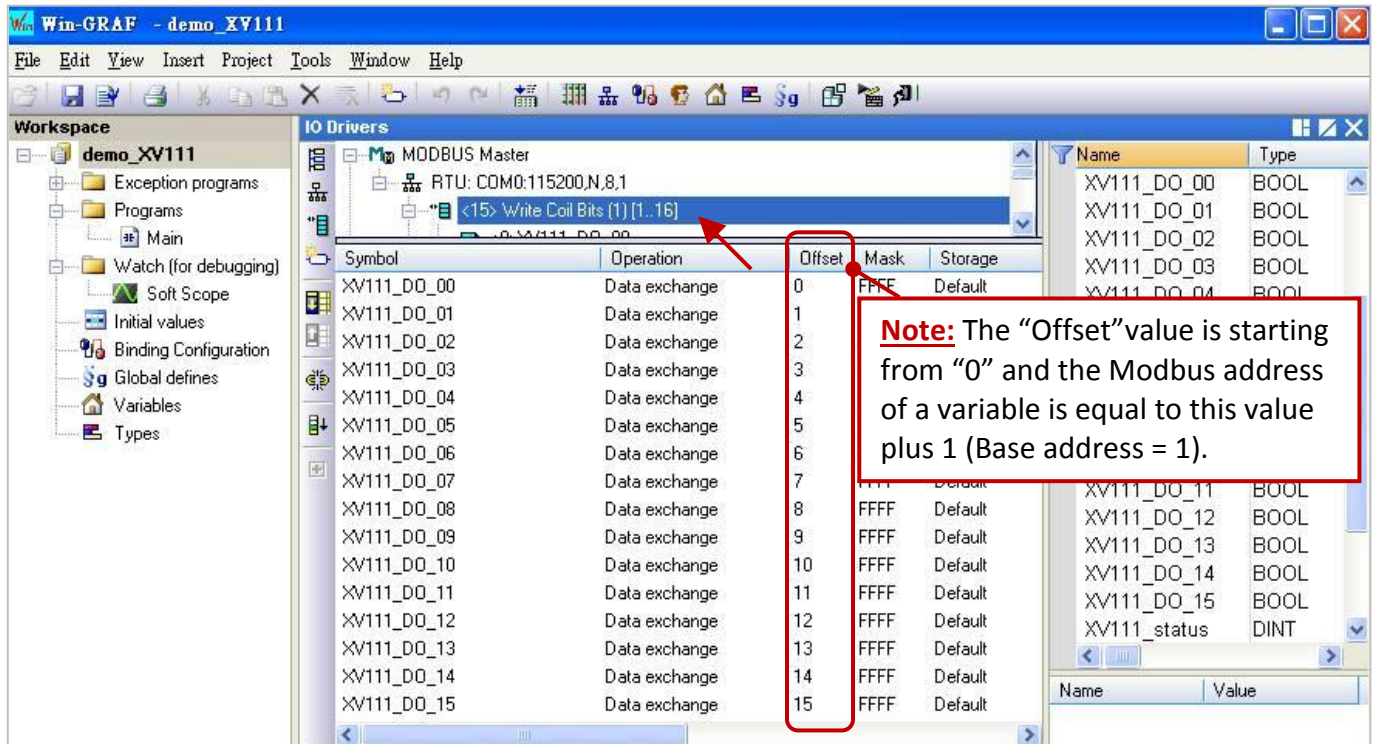 Win-GRAF - demo_XV111
File Edit View Insert Project Tools Window Help
Workspace
demo_XV111
Exception programs
Programs
Main
Watch (for debugging)
Soft Scope
Initial values
Binding Configuration
Global defines
Variables
Types
IO Drivers
MODBUS Master
RTU: COM0:115200,N,8,1
<15> Write Coil Bits (1) [1..16]
Symbol Operation Offset Mask Storage
XV111_DO_00 Data exchange 0 FFFF Default
XV111_DO_01 Data exchange 1
XV111_DO_02 Data exchange 2
XV111_DO_03 Data exchange 3
XV111_DO_04 Data exchange 4
XV111_DO_05 Data exchange 5
XV111_DO_06 Data exchange 6
XV111_DO_07 Data exchange 7 FFFF Default
XV111_DO_08 Data exchange 8 FFFF Default
XV111_DO_09 Data exchange 9 FFFF Default
XV111_DO_10 Data exchange 10 FFFF Default
XV111_DO_11 Data exchange 11 FFFF Default
XV111_DO_12 Data exchange 12 FFFF Default
XV111_DO_13 Data exchange 13 FFFF Default
XV111_DO_14 Data exchange 14 FFFF Default
XV111_DO_15 Data exchange 15 FFFF Default
Note: The “Offset”value is starting
from “0” and the Modbus address
of a variable is equal to this value
plus 1 (Base address = 1).
Name Type
XV111_DO_00 BOOL
XV111_DO_01 BOOL
XV111_DO_02 BOOL
XV111_DO_03 BOOL
XV111_DO_04 BOOL
XV111_DO_11 BOOL
XV111_DO_12 BOOL
XV111_DO_13 BOOL
XV111_DO_14 BOOL
XV111_DO_15 BOOL
XV111_status DINT
Name Value